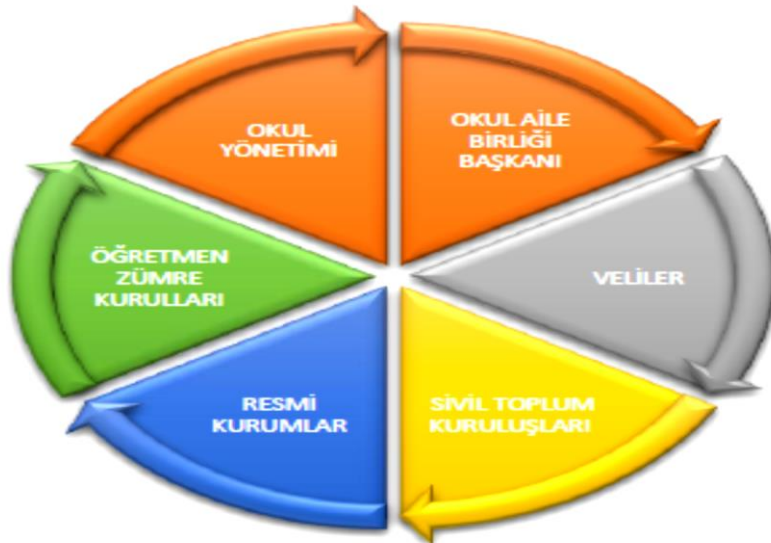 OKUL
YÖNETİMİ
OKUL AİLE
BİRLİĞİ
BAŞKANI
VELİLER
SİVİL TOPLUM
KURULUŞLARI
RESMİ
KURUMLAR
ÖĞRETMEN
ZÜMRE
KURULLARI